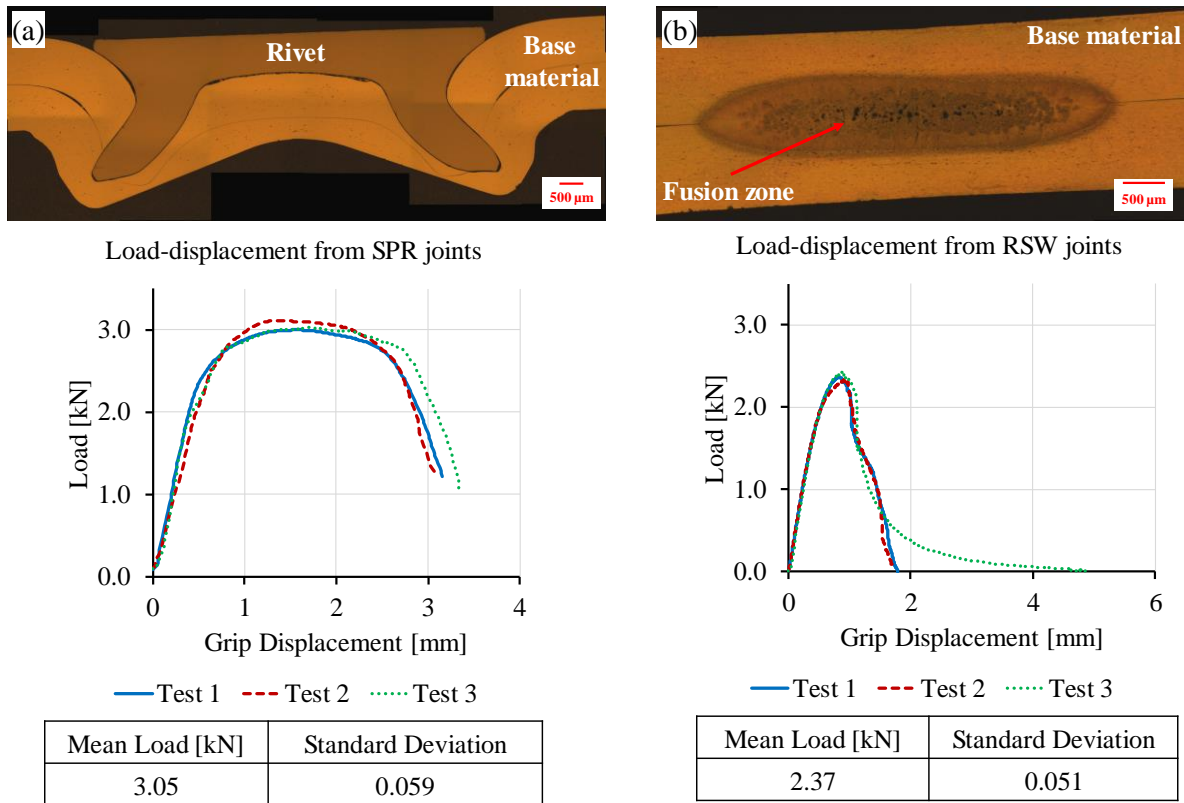 (a)
Rivet
Base
material
500 µm
Load-displacement from SPR joints
Load [kN]
3.0
2.0
1.0
0.0
0 1 2 3 4
Grip Displacement [mm]
Test 1 Test 2 Test 3
Mean Load [kN] Standard Deviation
3.05 0.059
(b)
Base material
Fusion zone
500 µm
Load-displacement from RSW joints
Load [kN]
3.0
2.0
1.0
0.0
0 2 4 6
Grip Displacement [mm]
Test 1 Test 2 Test 3
Mean Load [kN] Standard Deviation
2.37 0.051